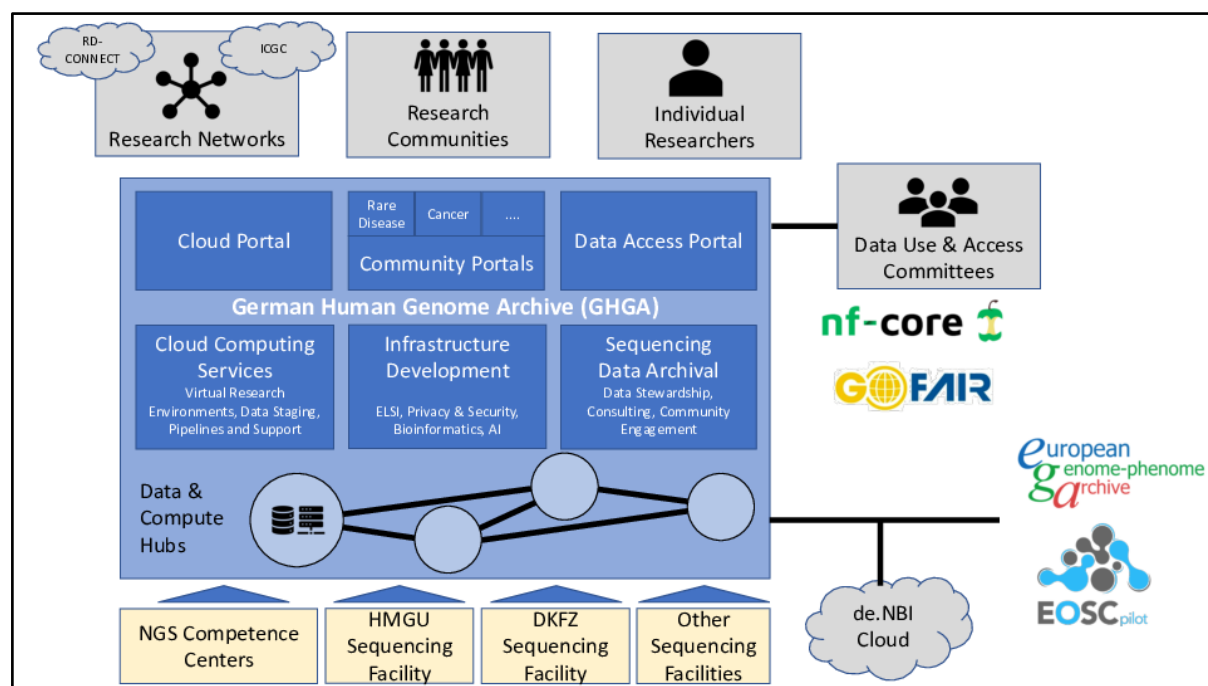 RD-
CONNECT
ICGC
Research Networks
Research
Communities
Individual
Researchers
Cloud Portal
Rare
Disease
Cancer
....
Community Portals
Data Access Portal
Data Use & Access
Committees
German Human Genome Archive (GHGA)
nf-core
GO FAIR
Cloud Computing
Services
Virtual Research
Environments, Data Staging,
Pipelines and Support
Infrastructure
Development
ELSI, Privacy & Security,
Bioinformatics, AI
Sequencing
Data Archival
Data Stewardship,
Consulting, Community
Engagement
european
genome-phenome
archive
Data &
Compute
Hubs
EOSCpilot
de.NBI
Cloud
NGS Competence
Centers
HMGU
Sequencing
Facility
DKFZ
Sequencing
Facility
Other
Sequencing
Facilities